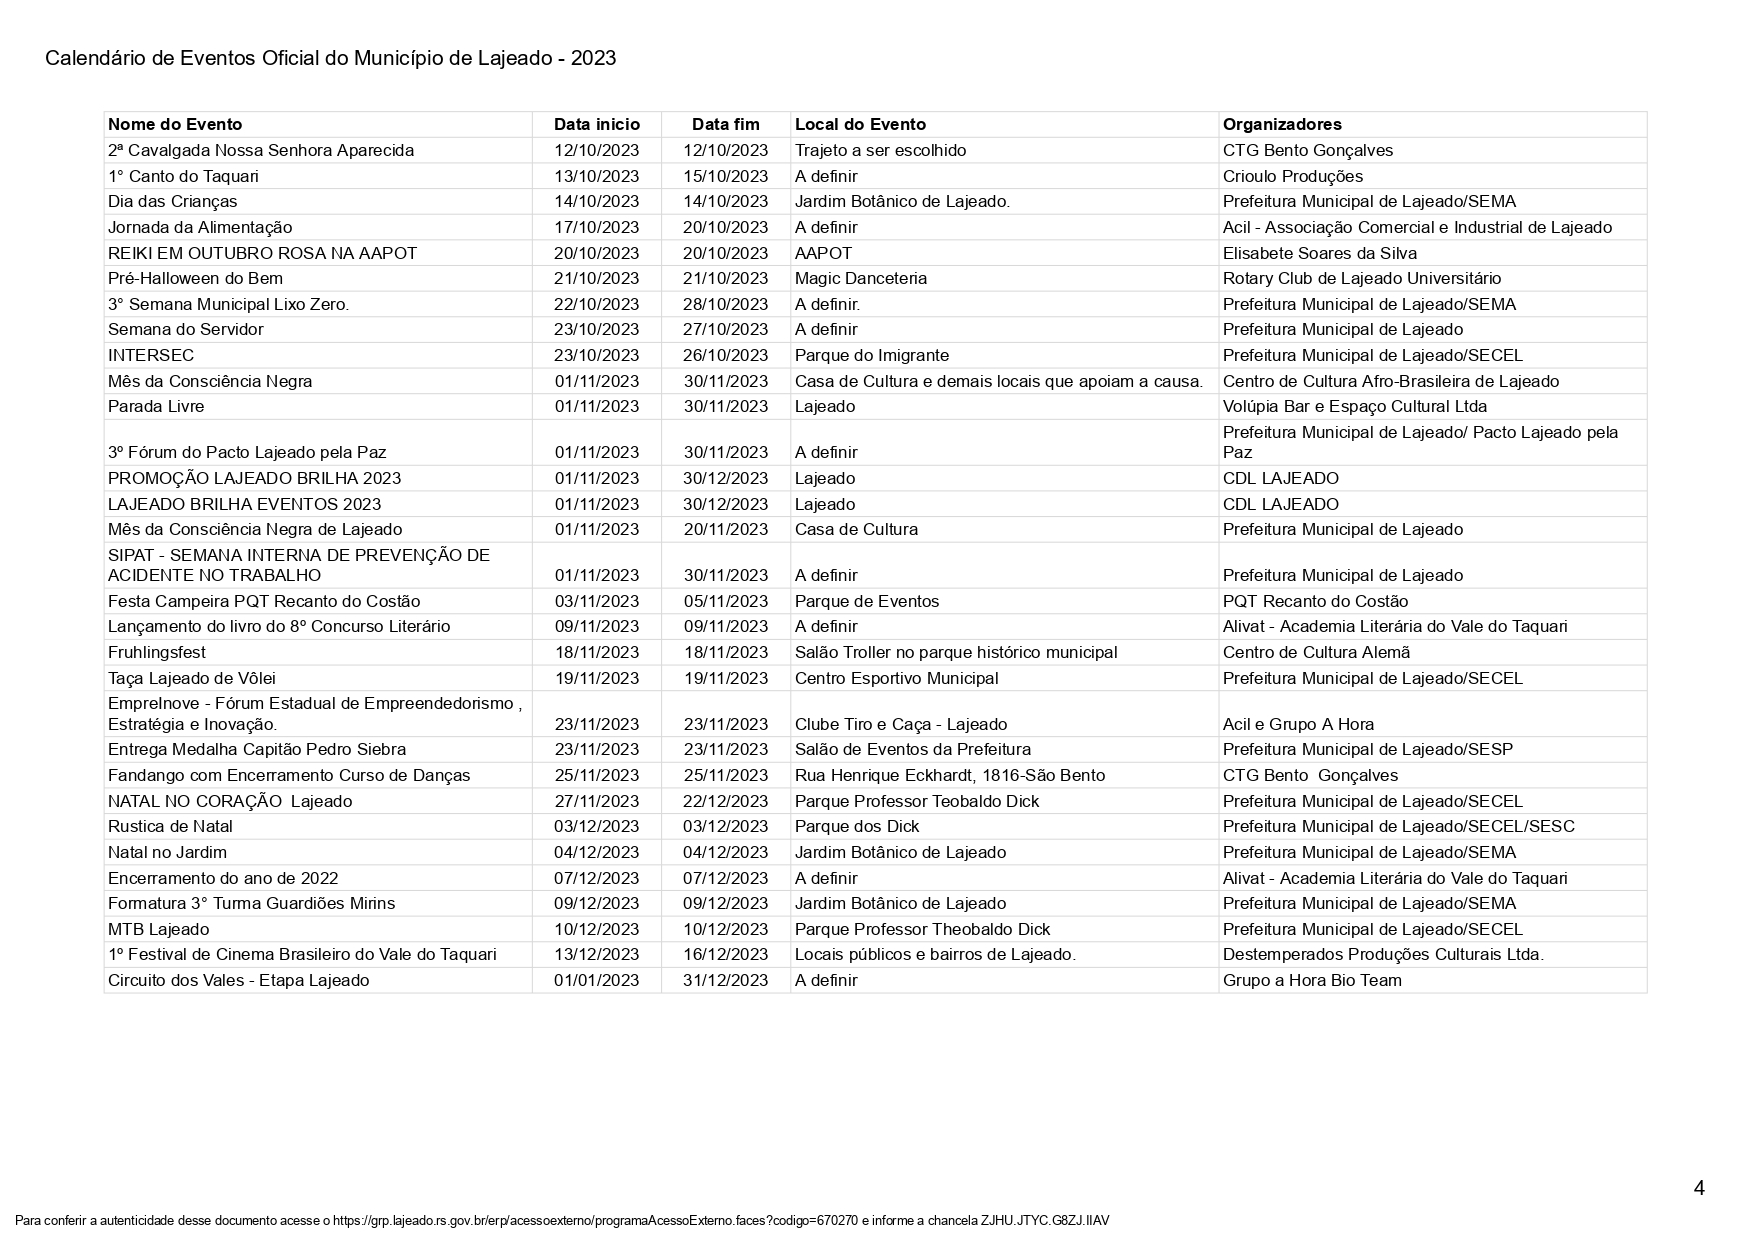 Calendário de Eventos Oficial do Município de Lajeado - 2023
Nome do Evento Data inicio Data fim Local do Evento Organizadores
2ª Cavalgada Nossa Senhora Aparecida 12/10/2023 12/10/2023 Trajeto a ser escolhido CTG Bento Gonçalves
1° Canto do Taquari 13/10/2023 15/10/2023 A definir Crioulo Produções
Dia das Crianças 14/10/2023 14/10/2023 Jardim Botânico de Lajeado. Prefeitura Municipal de Lajeado/SEMA
Jornada da Alimentação 17/10/2023 20/10/2023 A definir Acil - Associação Comercial e Industrial de Lajeado
REIKI EM OUTUBRO ROSA NA AAPOT 20/10/2023 20/10/2023 AAPOT Elisabete Soares da Silva
Pré-Halloween do Bem 21/10/2023 21/10/2023 Magic Danceteria Rotary Club de Lajeado Universitário
3° Semana Municipal Lixo Zero. 22/10/2023 28/10/2023 A definir. Prefeitura Municipal de Lajeado/SEMA
Semana do Servidor 23/10/2023 27/10/2023 A definir Prefeitura Municipal de Lajeado
INTERSEC 23/10/2023 26/10/2023 Parque do Imigrante Prefeitura Municipal de Lajeado/SECEL
Mês da Consciência Negra 01/11/2023 30/11/2023 Casa de Cultura e demais locais que apoiam a causa. Centro de Cultura Afro-Brasileira de Lajeado
Parada Livre 01/11/2023 30/11/2023 Lajeado Volúpia Bar e Espaço Cultural Ltda
Prefeitura Municipal de Lajeado/ Pacto Lajeado pela
3º Fórum do Pacto Lajeado pela Paz 01/11/2023 30/11/2023 A definir Paz
PROMOÇÃO LAJEADO BRILHA 2023 01/11/2023 30/12/2023 Lajeado CDL LAJEADO
LAJEADO BRILHA EVENTOS 2023 01/11/2023 30/12/2023 Lajeado CDL LAJEADO
Mês da Consciência Negra de Lajeado 01/11/2023 20/11/2023 Casa de Cultura Prefeitura Municipal de Lajeado
SIPAT - SEMANA INTERNA DE PREVENÇÃO DE
ACIDENTE NO TRABALHO 01/11/2023 30/11/2023 A definir Prefeitura Municipal de Lajeado
Festa Campeira PQT Recanto do Costão 03/11/2023 05/11/2023 Parque de Eventos PQT Recanto do Costão
Lançamento do livro do 8º Concurso Literário 09/11/2023 09/11/2023 A definir Alivat - Academia Literária do Vale do Taquari
Fruhlingsfest 18/11/2023 18/11/2023 Salão Troller no parque histórico municipal Centro de Cultura Alemã
Taça Lajeado de Vôlei 19/11/2023 19/11/2023 Centro Esportivo Municipal Prefeitura Municipal de Lajeado/SECEL
EmpreInove - Fórum Estadual de Empreendedorismo ,
Estratégia e Inovação. 23/11/2023 23/11/2023 Clube Tiro e Caça - Lajeado Acil e Grupo A Hora
Entrega Medalha Capitão Pedro Siebra 23/11/2023 23/11/2023 Salão de Eventos da Prefeitura Prefeitura Municipal de Lajeado/SESP
Fandango com Encerramento Curso de Danças 25/11/2023 25/11/2023 Rua Henrique Eckhardt, 1816-São Bento CTG Bento  Gonçalves
NATAL NO CORAÇÃO  Lajeado 27/11/2023 22/12/2023 Parque Professor Teobaldo Dick Prefeitura Municipal de Lajeado/SECEL
Rustica de Natal 03/12/2023 03/12/2023 Parque dos Dick Prefeitura Municipal de Lajeado/SECEL/SESC
Natal no Jardim 04/12/2023 04/12/2023 Jardim Botânico de Lajeado Prefeitura Municipal de Lajeado/SEMA
Encerramento do ano de 2022 07/12/2023 07/12/2023 A definir Alivat - Academia Literária do Vale do Taquari
Formatura 3° Turma Guardiões Mirins 09/12/2023 09/12/2023 Jardim Botânico de Lajeado Prefeitura Municipal de Lajeado/SEMA
MTB Lajeado 10/12/2023 10/12/2023 Parque Professor Theobaldo Dick Prefeitura Municipal de Lajeado/SECEL
1º Festival de Cinema Brasileiro do Vale do Taquari 13/12/2023 16/12/2023 Locais públicos e bairros de Lajeado. Destemperados Produções Culturais Ltda.
Circuito dos Vales - Etapa Lajeado 01/01/2023 31/12/2023 A definir Grupo a Hora Bio Team
4
Para conferir a autenticidade desse documento acesse o https://grp.lajeado.rs.gov.br/erp/acessoexterno/programaAcessoExterno.faces?codigo=670270 e informe a chancela ZJHU.JTYC.G8ZJ.IIAV